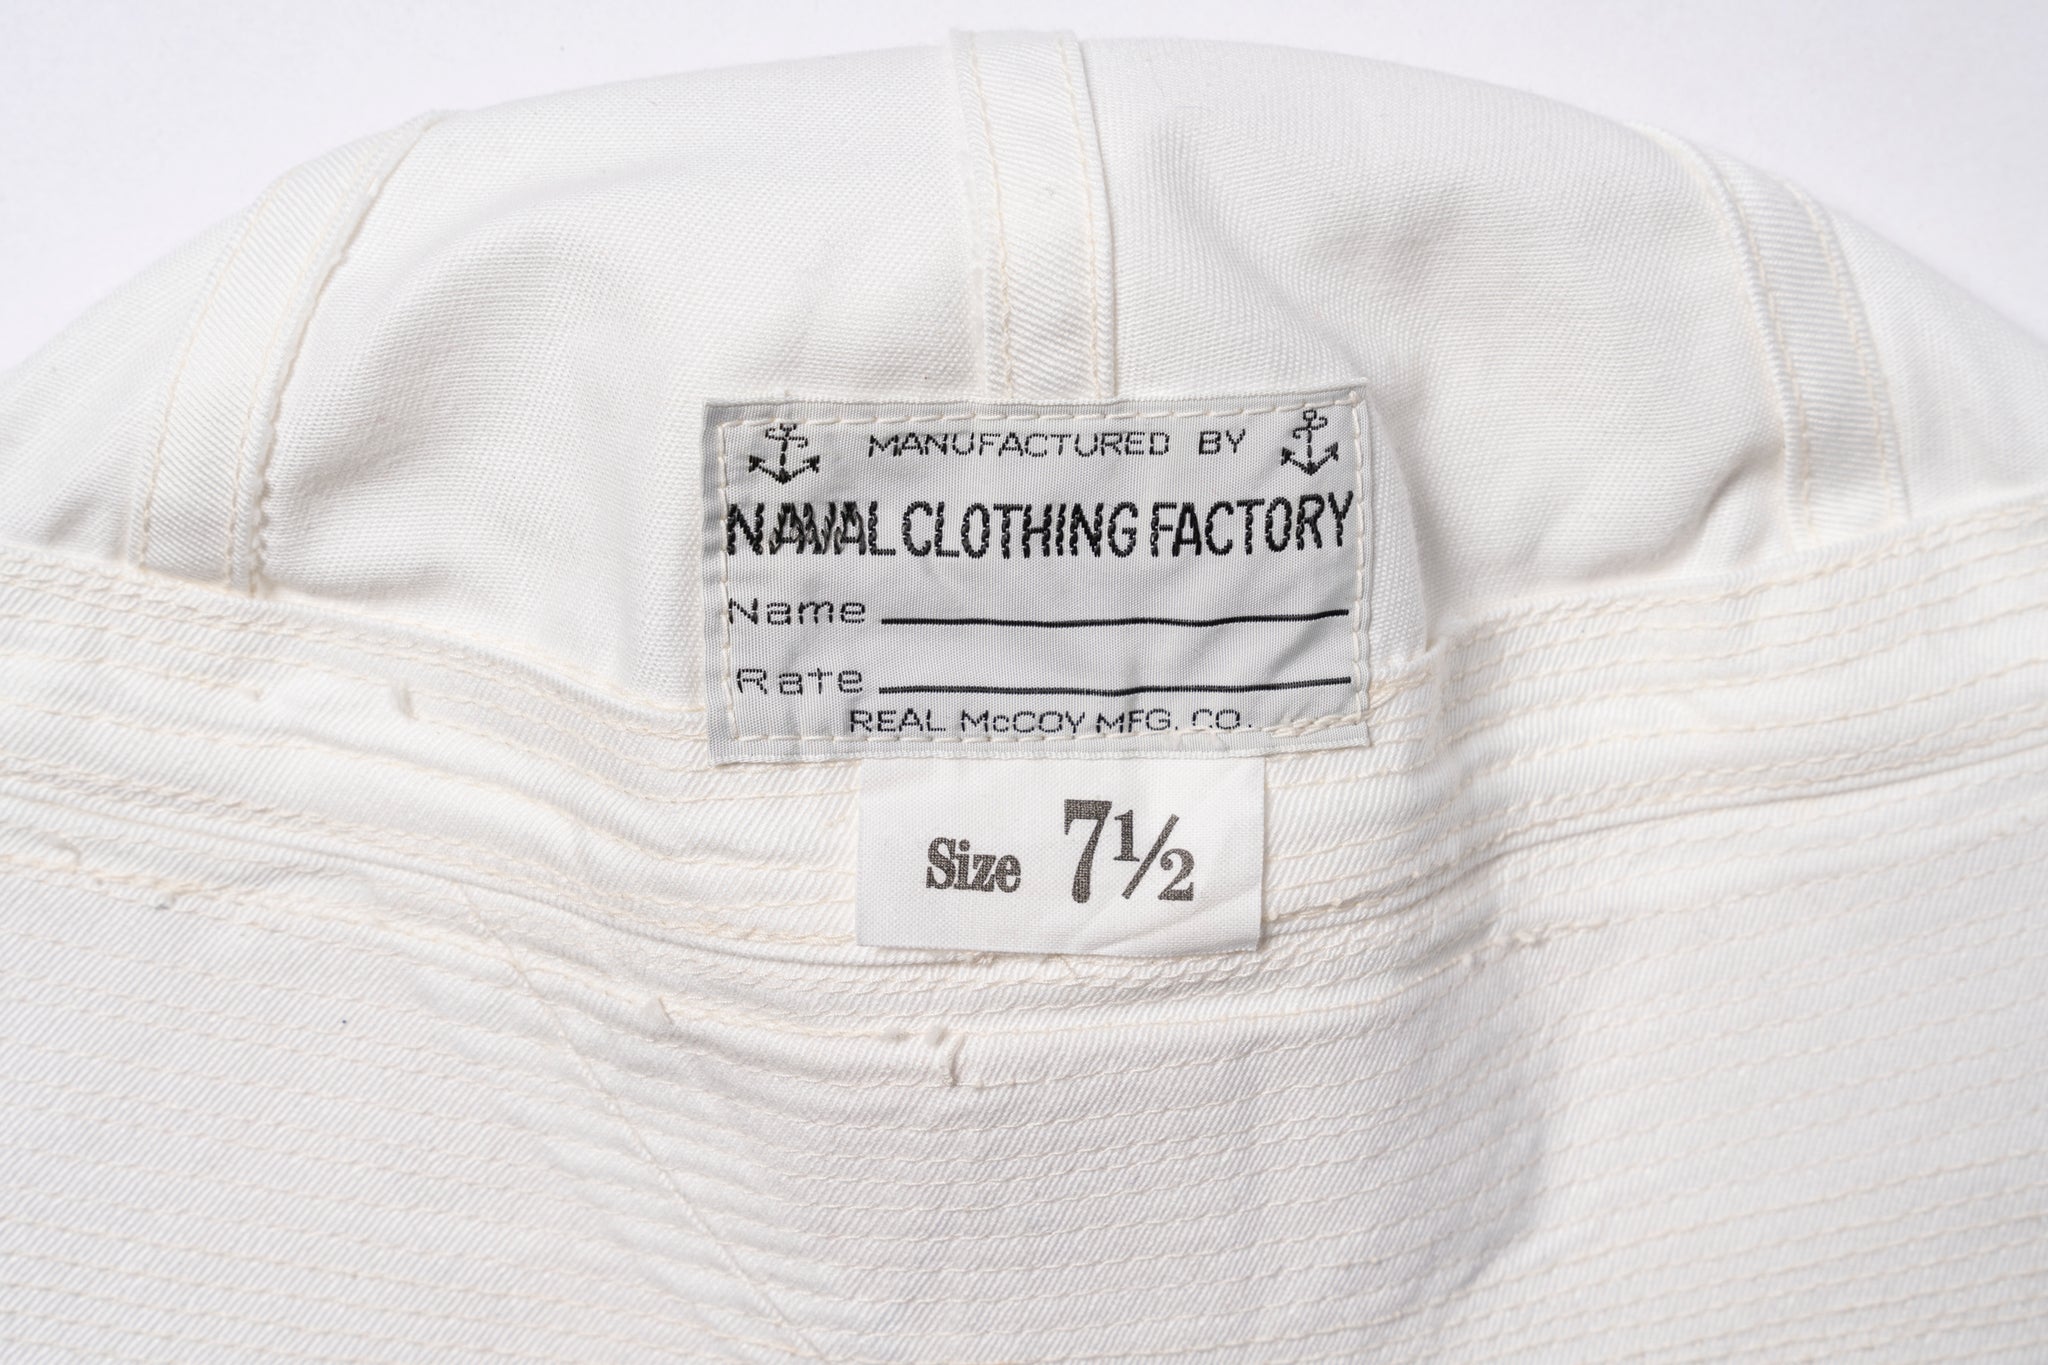 MANUFACTURED BY
NAVAL CLOTHING FACTORY
Name
Rate
REAL McCOY MFG. CO.
Size 7½